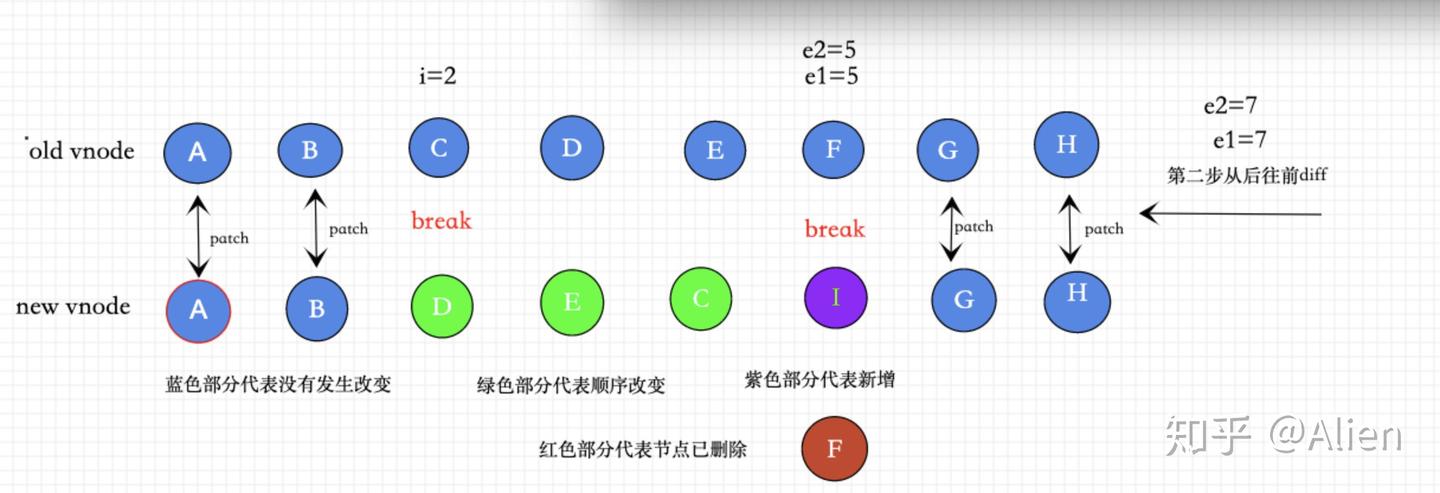 e2=5
i=2
e1=5
e2=7
old vnode
A
B
C
D
E
F
G
H
e1=7
第二步从后往前diff
break
patch
patch
break
patch
patch
new vnode
A
B
D
E
C
I
G
H
蓝色部分代表没有发生改变
绿色部分代表顺序改变
紫色部分代表新增
红色部分代表节点已删除
F
知乎 @Alien